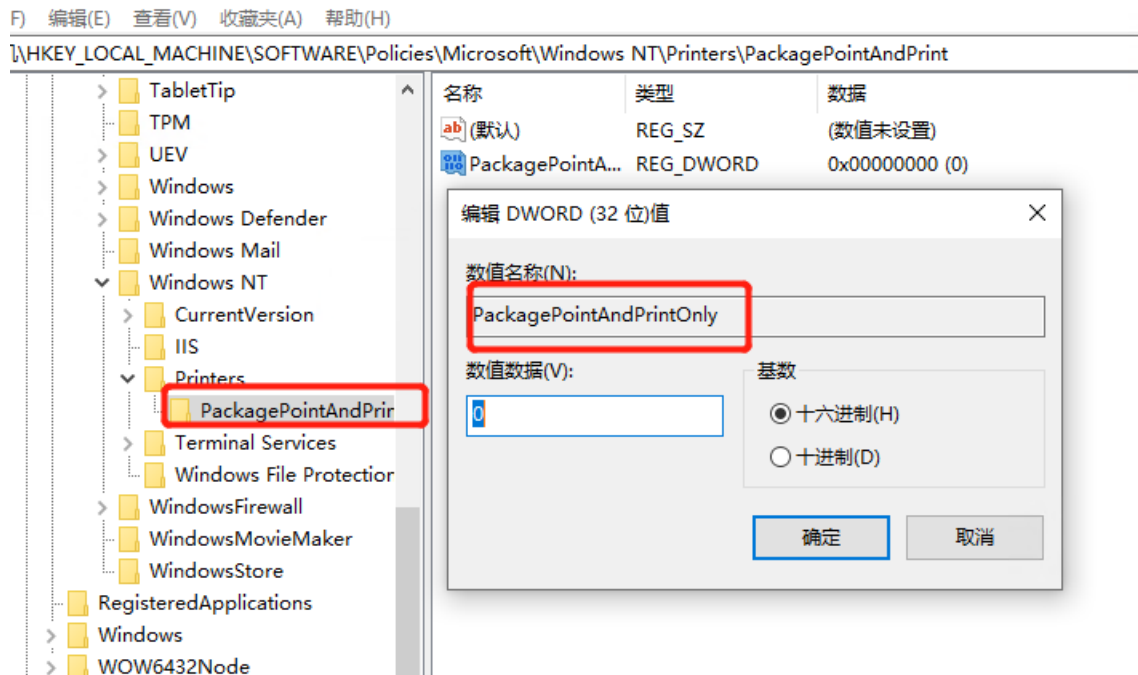 F) 编辑(E) 查看(V) 收藏夹(A) 帮助(H)
\HKEY_LOCAL_MACHINE\SOFTWARE\Policies\Microsoft\Windows NT\Printers\PackagePointAndPrint
TabletTip
TPM
UEV
Windows
Windows Defender
Windows Mail
Windows NT
CurrentVersion
IIS
Printers
PackagePointAndPrir
Terminal Services
Windows File Protection
WindowsFirewall
WindowsMovieMaker
WindowsStore
RegisteredApplications
Windows
WOW6432Node
名称 类型 数据
ab (默认) REG_SZ (数值未设置)
PackagePointA... REG_DWORD 0x00000000 (0)
编辑 DWORD (32 位)值
数值名称(N):
PackagePointAndPrintOnly
数值数据(V):
0
基数
十六进制(H)
十进制(D)
确定 取消